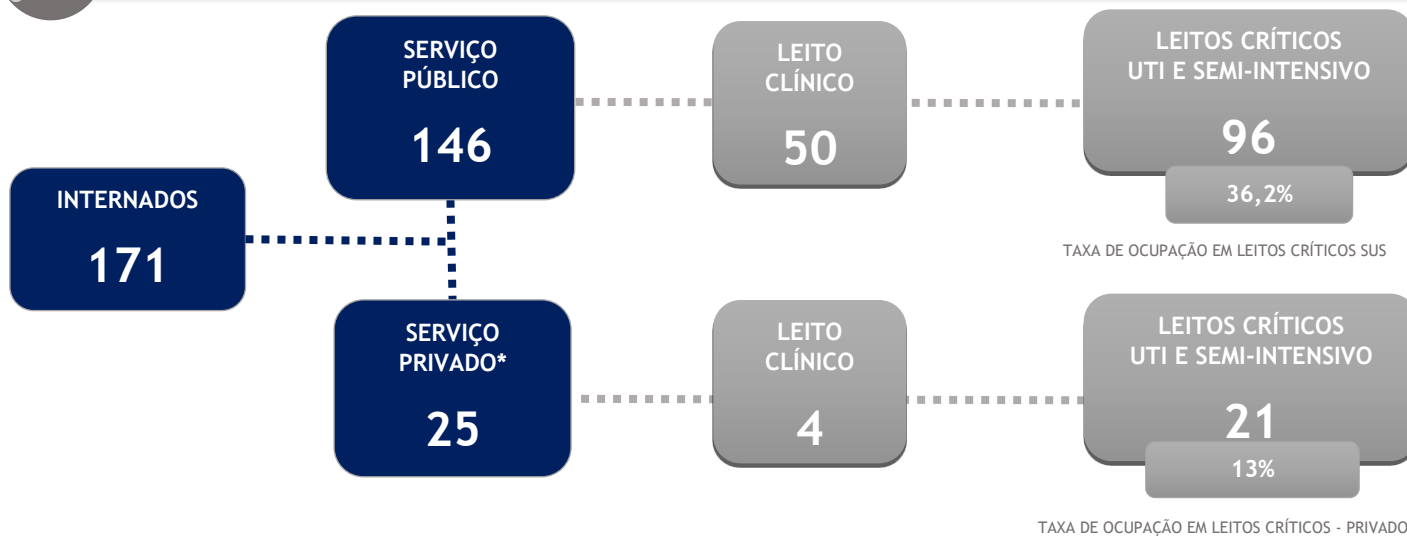 INTERNADOS
171
SERVIÇO
PÚBLICO
146
LEITO
CLÍNICO
50
LEITOS CRÍTICOS
UTI E SEMI-INTENSIVO
96
36,2%
TAXA DE OCUPAÇÃO EM LEITOS CRÍTICOS SUS
SERVIÇO
PRIVADO*
25
LEITO
CLÍNICO
4
LEITOS CRÍTICOS
UTI E SEMI-INTENSIVO
21
13%
TAXA DE OCUPAÇÃO EM LEITOS CRÍTICOS - PRIVADO